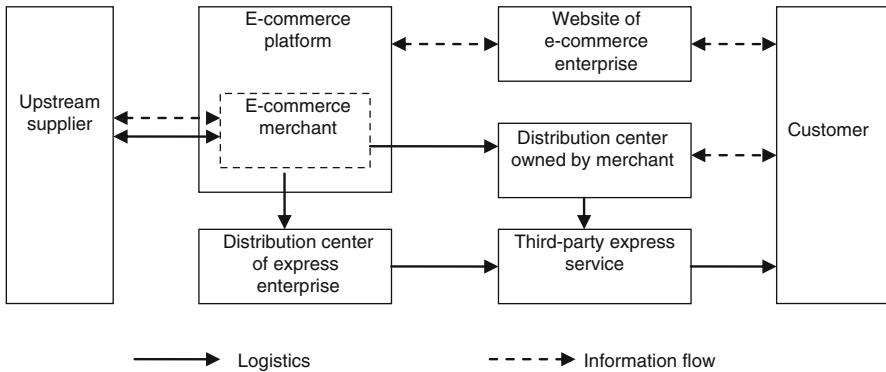 Upstream
supplier
E-commerce
platform
E-commerce
merchant
Website of
e-commerce
enterprise
Distribution center
owned by merchant
Customer
Distribution center
of express
enterprise
Third-party express
service
Logistics
Information flow